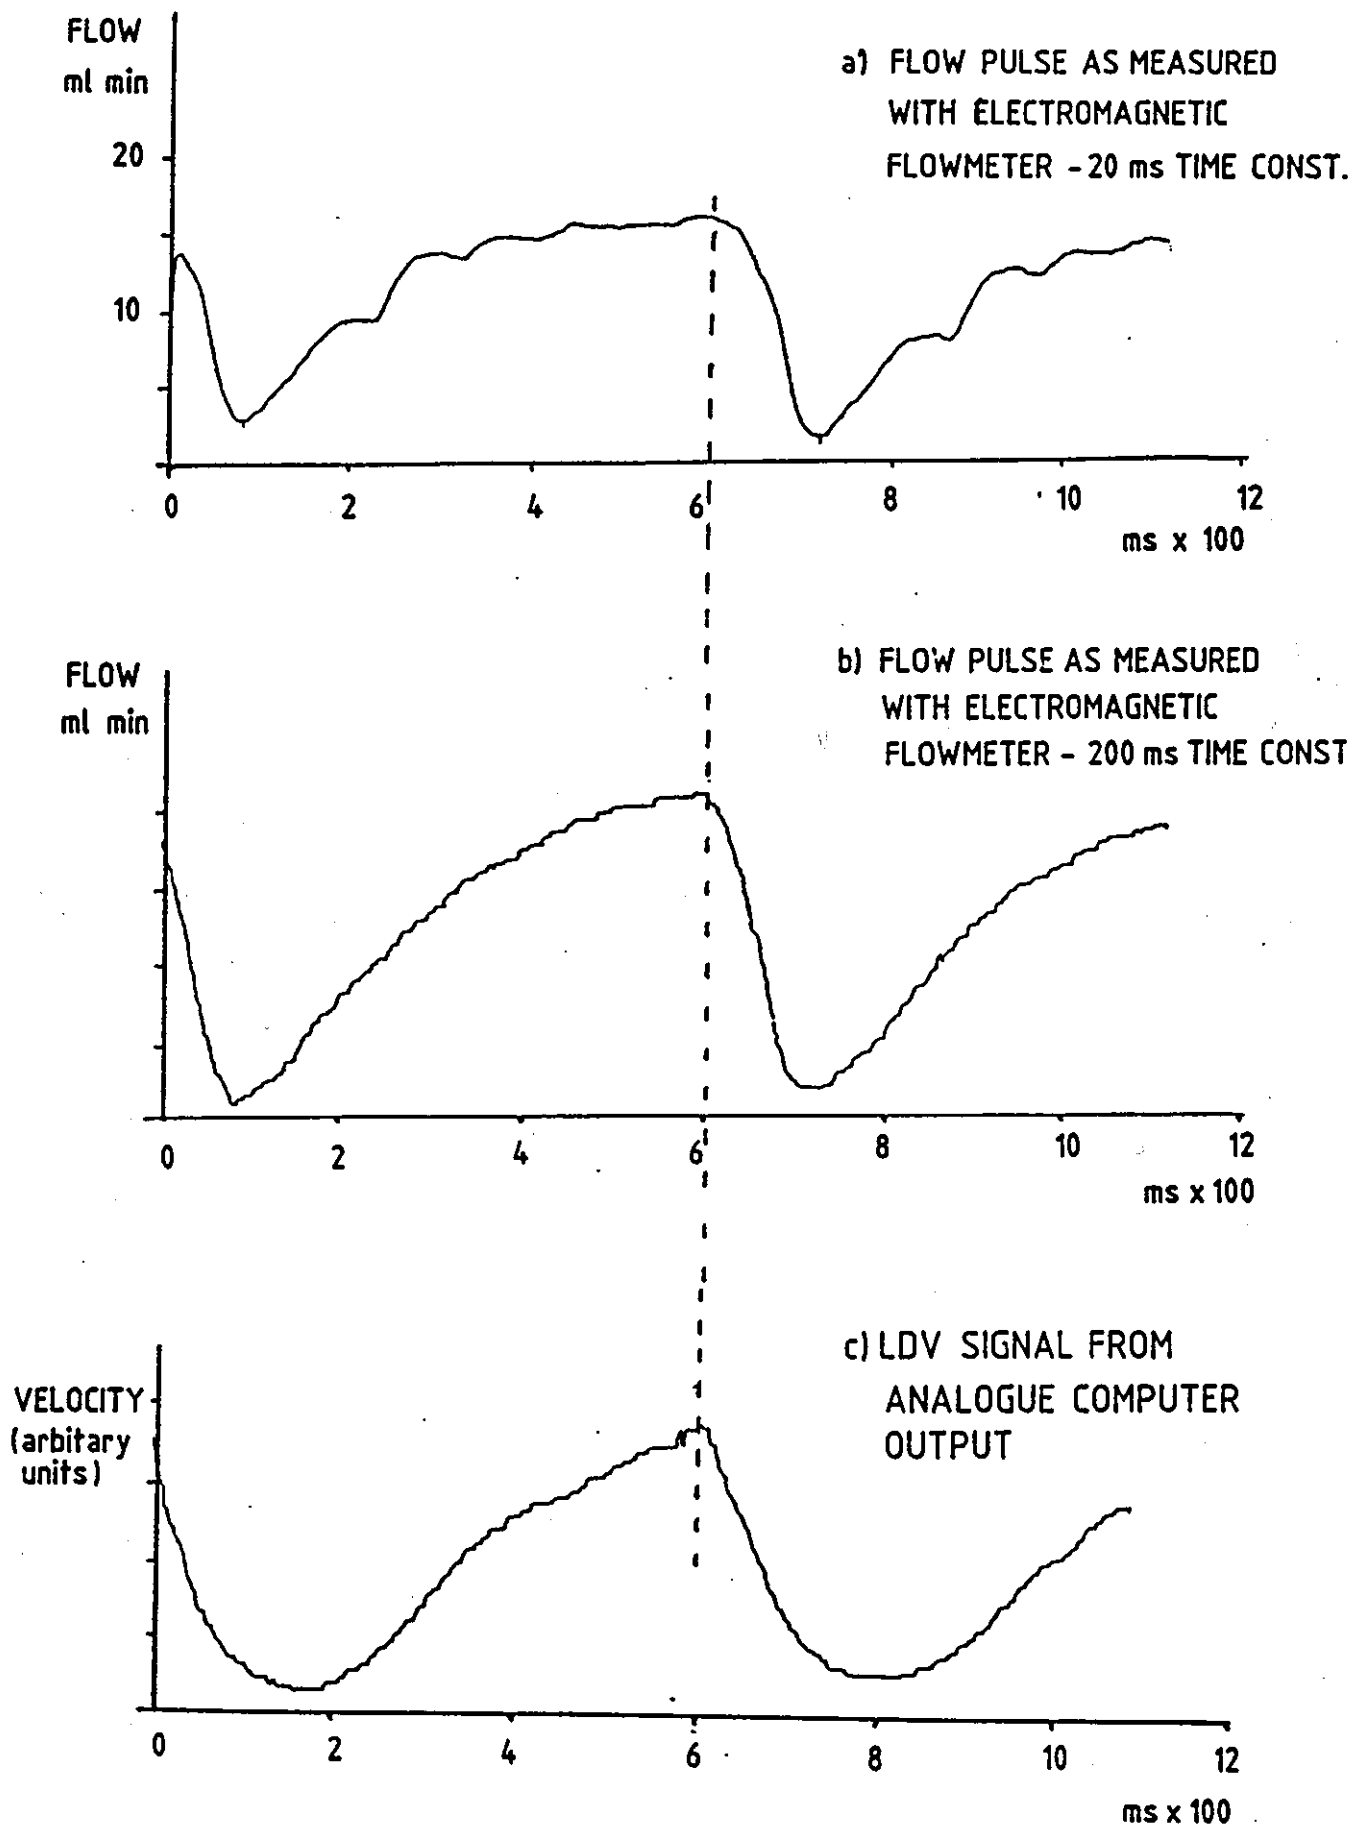 FLOW
ml min
a) FLOW PULSE AS MEASURED
WITH ELECTROMAGNETIC
FLOWMETER - 20 ms TIME CONST.
20
10
0 2 4 6 8 10 12
ms x 100
FLOW
ml min
b) FLOW PULSE AS MEASURED
WITH ELECTROMAGNETIC
FLOWMETER - 200 ms TIME CONST
0 2 4 6 8 10 12
ms x 100
c) LDV SIGNAL FROM
ANALOGUE COMPUTER
OUTPUT
VELOCITY
(arbitary
units)
0 2 4 6 8 10 12
ms x 100